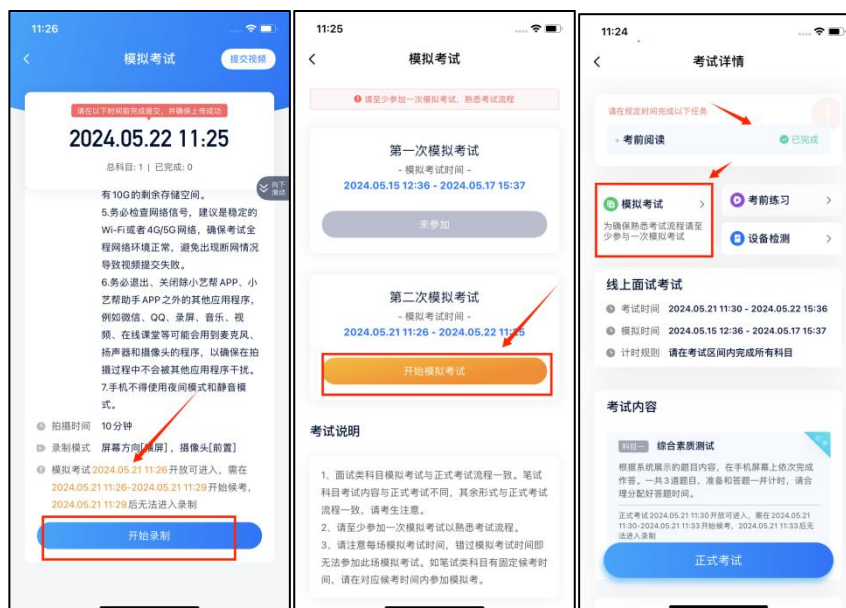 11:26
模拟考试
提交视频
请在以下时间前完成提交，并确保上传成功
2024.05.22 11:25
总科目: 1 | 已完成: 0
向下
滑动
有10G的剩余存储空间。
5.务必检查网络信号，建议是稳定的
Wi-Fi或者4G/5G网络，确保考试全
程网络环境正常，避免出现断网情况
导致视频提交失败。
6.务必退出、关闭除小艺帮APP、小
艺帮助手APP之外的其他应用程序，
例如微信、QQ、录屏、音乐、视
频、在线课堂等可能会用到麦克风、
扬声器和摄像头的程序，以确保在拍
摄过程中不会被其他应用程序干扰。
7.手机不得使用夜间模式和静音模
式。
拍摄时间 10分钟
录制模式 屏幕方向[横屏]，摄像头[前置]
模拟考试2024.05.21 11:26开放可进入，需在
2024.05.21 11:26-2024.05.21 11:29开始候考，
2024.05.21 11:29后无法进入录制
开始录制
11:25
模拟考试
请至少参加一次模拟考试，熟悉考试流程
第一次模拟考试
- 模拟考试时间 -
2024.05.15 12:36 - 2024.05.17 15:37
未参加
第二次模拟考试
- 模拟考试时间 -
2024.05.21 11:26 - 2024.05.22 11:25
开始模拟考试
考试说明
1、面试类科目模拟考试与正式考试流程一致。笔试
科目考试内容与正式考试不同，其余形式与正式考试
流程一致，请考生注意。
2、请至少参加一次模拟考试以熟悉考试流程。
3、请注意每场模拟考试时间，错过模拟考试时间即
无法参加此场模拟考试。如笔试类科目有固定候考时
间，请在对应候考时间内参加模拟考。
11:24
考试详情
请在规定时间完成以下任务
考前阅读
已完成
模拟考试
为确保熟悉考试流程请至
少参与一次模拟考试
考前练习
设备检测
线上面试考试
考试时间 2024.05.21 11:30 - 2024.05.22 15:36
模拟时间 2024.05.15 12:36 - 2024.05.17 15:37
计时规则 请在考试区间内完成所有科目
考试内容
科目一 综合素质测试
根据系统展示的题目内容，在手机屏幕上依次完成
作答。一共3道题目，准备和答题一并计时，请合
理分配好答题时间。
正式考试2024.05.21 11:30开放可进入，需在2024.05.21
11:30-2024.05.21 11:33开始候考，2024.05.21 11:33后无
法进入录制
正式考试